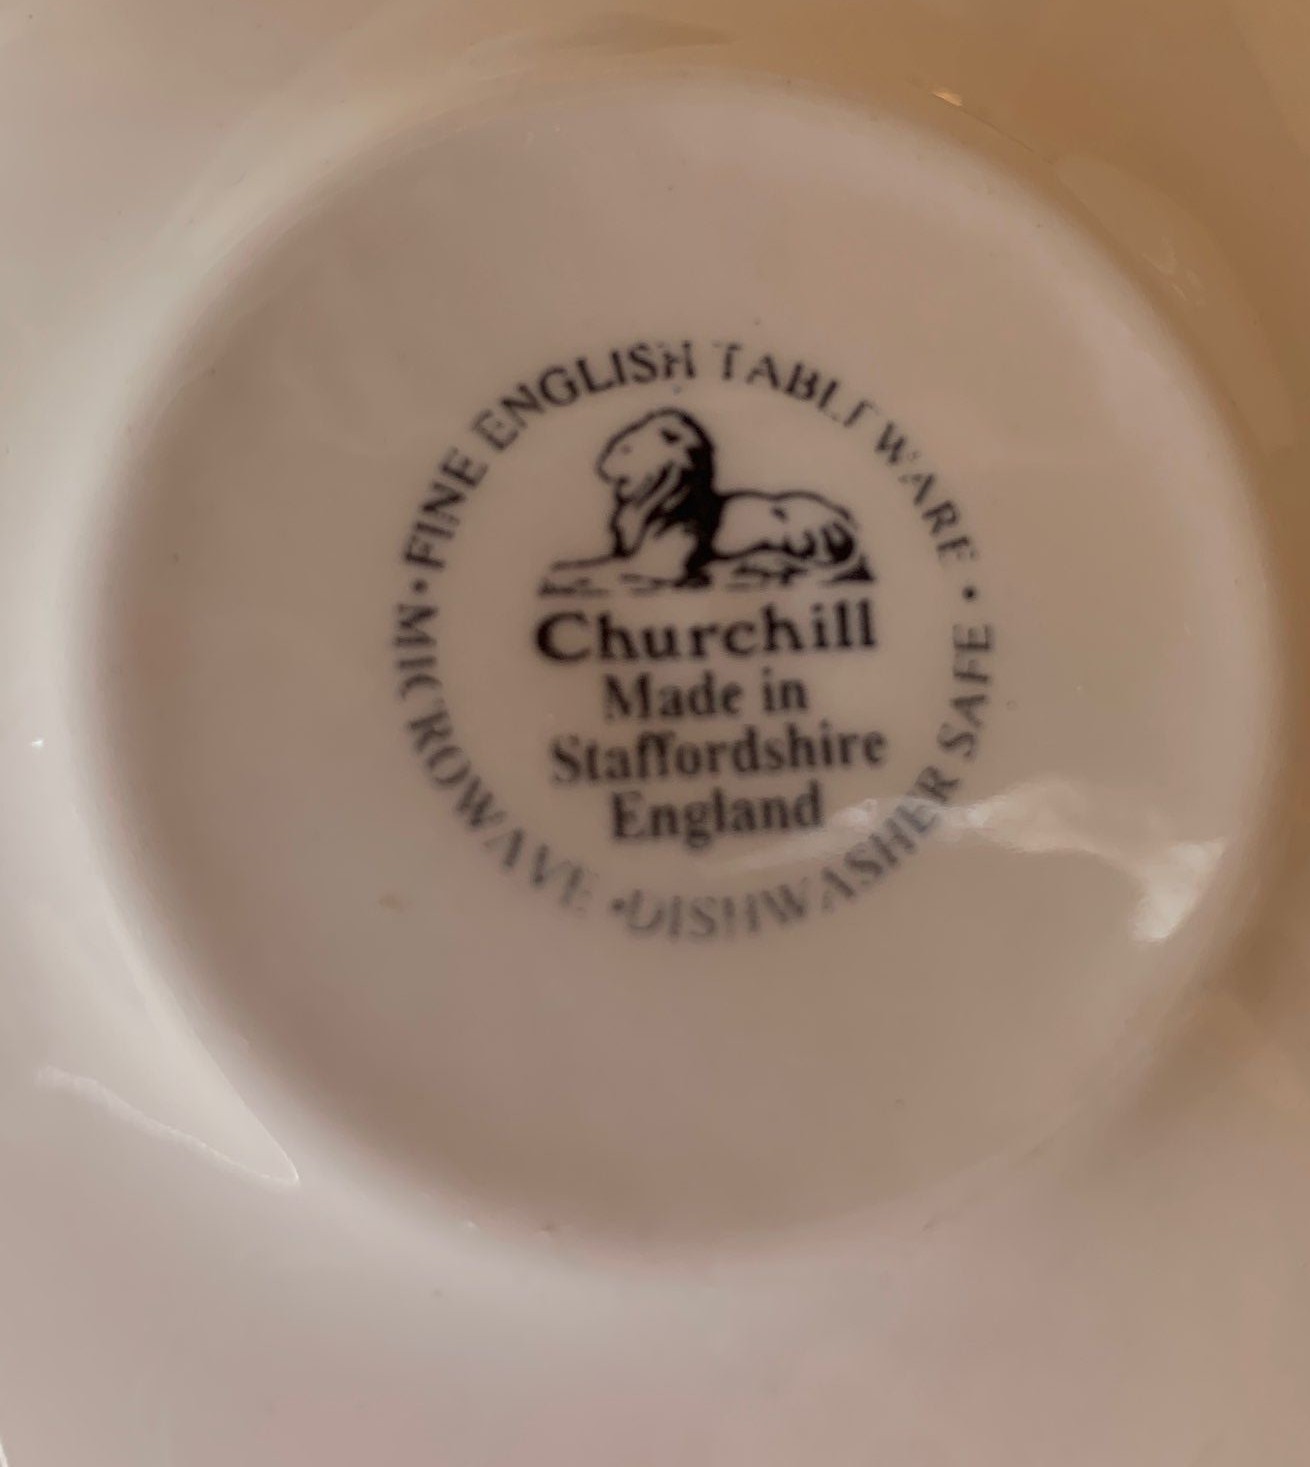 • FINE ENGLISH TABLEWARE •
Churchill
Made in
Staffordshire
England
MICROWAVE • DISHWASHER SAFE